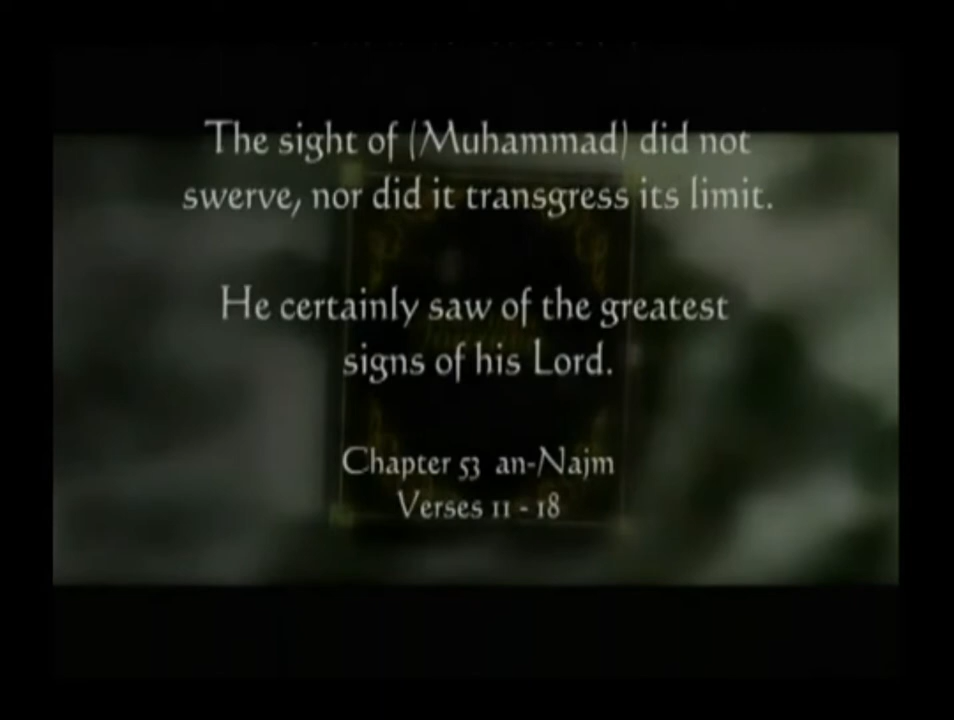 The sight of (Muhammad) did not
swerve, nor did it transgress its limit.
He certainly saw of the greatest
signs of his Lord.
Chapter 53 an-Najm
Verses 11 - 18